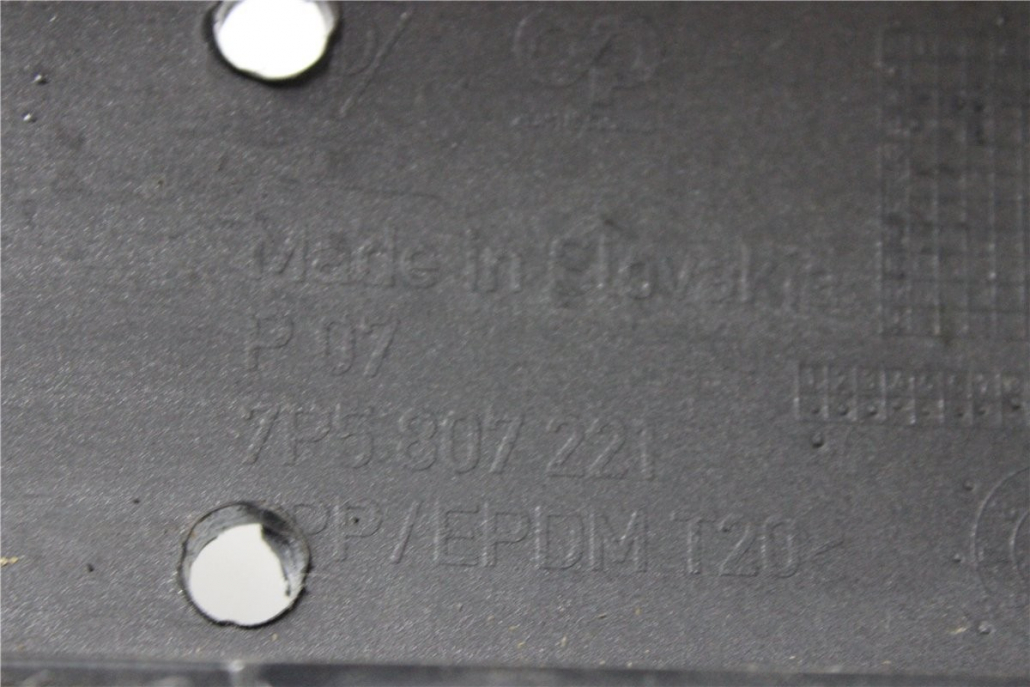 Made in Slovakia
P 07
7P5.807 221
PP/EPDM T20<